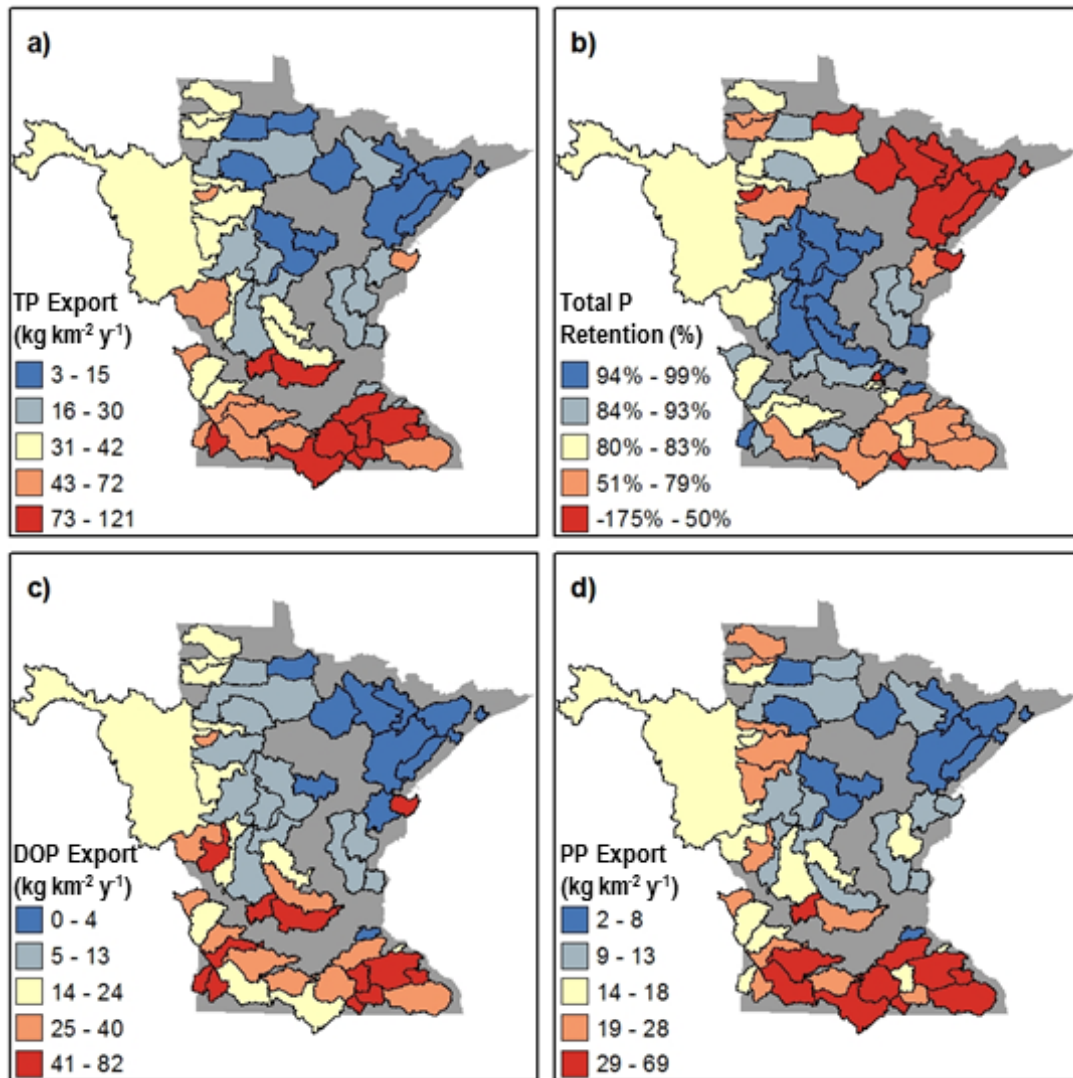 a)
TP Export
(kg km⁻² y⁻¹)
3 - 15
16 - 30
31 - 42
43 - 72
73 - 121
b)
Total P
Retention (%)
94% - 99%
84% - 93%
80% - 83%
51% - 79%
-175% - 50%
c)
DOP Export
(kg km⁻² y⁻¹)
0 - 4
5 - 13
14 - 24
25 - 40
41 - 82
d)
PP Export
(kg km⁻² y⁻¹)
2 - 8
9 - 13
14 - 18
19 - 28
29 - 69